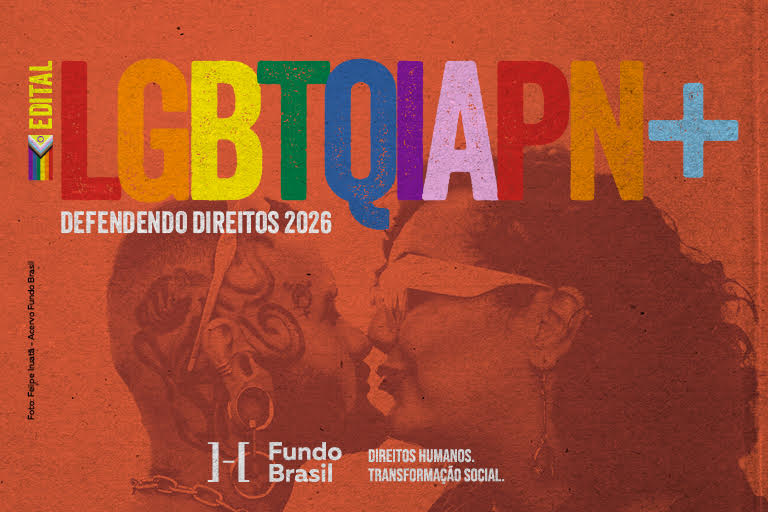 EDITAL
LGBTQIAPN+
DEFENDENDO DIREITOS 2026
Foto: Felipe Iruatã - Acervo Fundo Brasil
Fundo
Brasil
DIREITOS HUMANOS.
TRANSFORMAÇÃO SOCIAL.